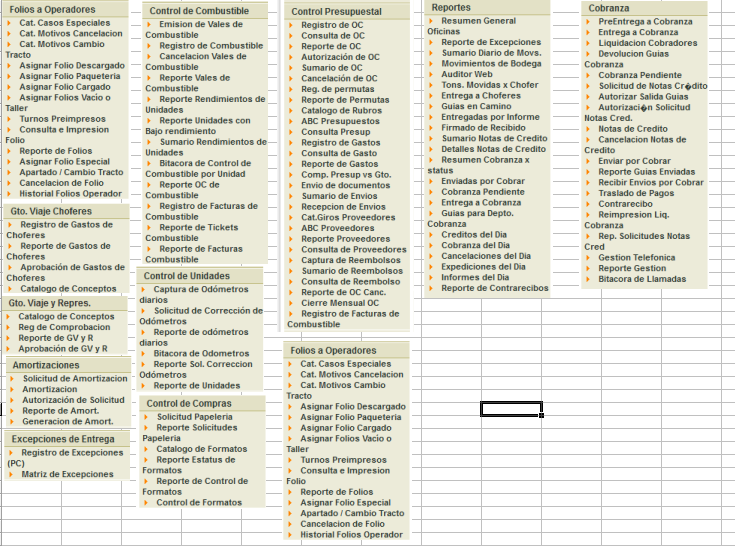 Folios a Operadores
Cat. Casos Especiales
Cat. Motivos Cancelacion
Cat. Motivos Cambio
Tracto
Asignar Folio Descargado
Asignar Folio Paqueteria
Asignar Folio Cargado
Asignar Folios Vacio o
Taller
Turnos Preimpresos
Consulta e Impresion
Folio
Reporte de Folios
Asignar Folio Especial
Apartado / Cambio Tracto
Cancelacion de Folio
Historial Folios Operador
Gto. Viaje Choferes
Registro de Gastos de
Choferes
Reporte de Gastos de
Choferes
Aprobación de Gastos de
Choferes
Catalogo de Conceptos
Gto. Viaje y Repres.
Catalogo de Conceptos
Reg de Comprobacion
Reporte de GV y R
Aprobación de GV y R
Amortizaciones
Solicitud de Amortizacion
Amortizacion
Autorización de Solicitud
Reporte de Amort.
Generacion de Amort.
Excepciones de Entrega
Registro de Excepciones
(PC)
Matriz de Excepciones
Control de Combustible
Emision de Vales de
Combustible
Registro de Combustible
Cancelacion Vales de
Combustible
Reporte Vales de
Combustible
Reporte Rendimientos de
Unidades
Reporte Unidades con
Bajo rendimiento
Sumario Rendimientos de
Unidades
Bitacora de Control de
Combustible por Unidad
Reporte OC de
Combustible
Registro de Facturas de
Combustible
Reporte de Tickets
Combustible
Reporte de Facturas
Combustible
Control de Unidades
Captura de Odómetros
diarios
Solicitud de Corrección de
Odómetros
Reporte de odómetros
diarios
Bitacora de Odometros
Reporte Sol. Correccion
Odómetros
Reporte de Unidades
Control de Compras
Solicitud Papeleria
Reporte Solicitudes
Papeleria
Catalogo de Formatos
Reporte Estatus de
Formatos
Reporte de Control de
Formatos
Control de Formatos
Control Presupuestal
Registro de OC
Consulta de OC
Reporte de OC
Autorización de OC
Sumario de OC
Cancelación de OC
Reg. de permutas
Reporte de Permutas
Catalogo de Rubros
ABC Presupuestos
Consulta Presup
Registro de Gastos
Consulta de Gasto
Reporte de Gastos
Comp. Presup vs Gto.
Envio de documentos
Sumario de Envios
Recepcion de Envios
Cat.Giros Proveedores
ABC Proveedores
Reporte Proveedores
Consulta de Proveedores
Captura de Reembolsos
Sumario de Reembolsos
Consulta de Reembolso
Reporte de OC Canc.
Cierre Mensual OC
Registro de Facturas de
Combustible
Folios a Operadores
Cat. Casos Especiales
Cat. Motivos Cancelacion
Cat. Motivos Cambio
Tracto
Asignar Folio Descargado
Asignar Folio Paqueteria
Asignar Folio Cargado
Asignar Folios Vacio o
Taller
Turnos Preimpresos
Consulta e Impresion
Folio
Reporte de Folios
Asignar Folio Especial
Apartado / Cambio Tracto
Cancelacion de Folio
Historial Folios Operador
Reportes
Resumen General
Oficinas
Reporte de Excepciones
Sumario Diario de Movs.
Movimientos de Bodega
Auditor Web
Tons. Movidas x Chofer
Entrega a Choferes
Guias en Camino
Entregadas por Informe
Firmado de Recibido
Sumario Notas de Credito
Detalles Notas de Credito
Resumen Cobranza x
status
Enviadas por Cobrar
Cobranza Pendiente
Entrega a Cobranza
Guias para Depto.
Cobranza
Creditos del Dia
Cobranza del Dia
Cancelaciones del Dia
Expediciones del Dia
Informes del Dia
Reporte de Contrarecibos
Cobranza
PreEntrega a Cobranza
Entrega a Cobranza
Liquidacion Cobradores
Devolucion Guias
Cobranza
Cobranza Pendiente
Solicitud de Notas Cr�dito
Autorizar Salida Guias
Autorizaci�n Solicitud
Notas Cred.
Notas de Credito
Cancelacion Notas de
Credito
Enviar por Cobrar
Reporte Guias Enviadas
Recibir Envios por Cobrar
Traslado de Pagos
Contrarecibo
Reimpresion Liq.
Cobranza
Rep. Solicitudes Notas
Cred
Gestion Telefonica
Reporte Gestion
Bitacora de Llamadas